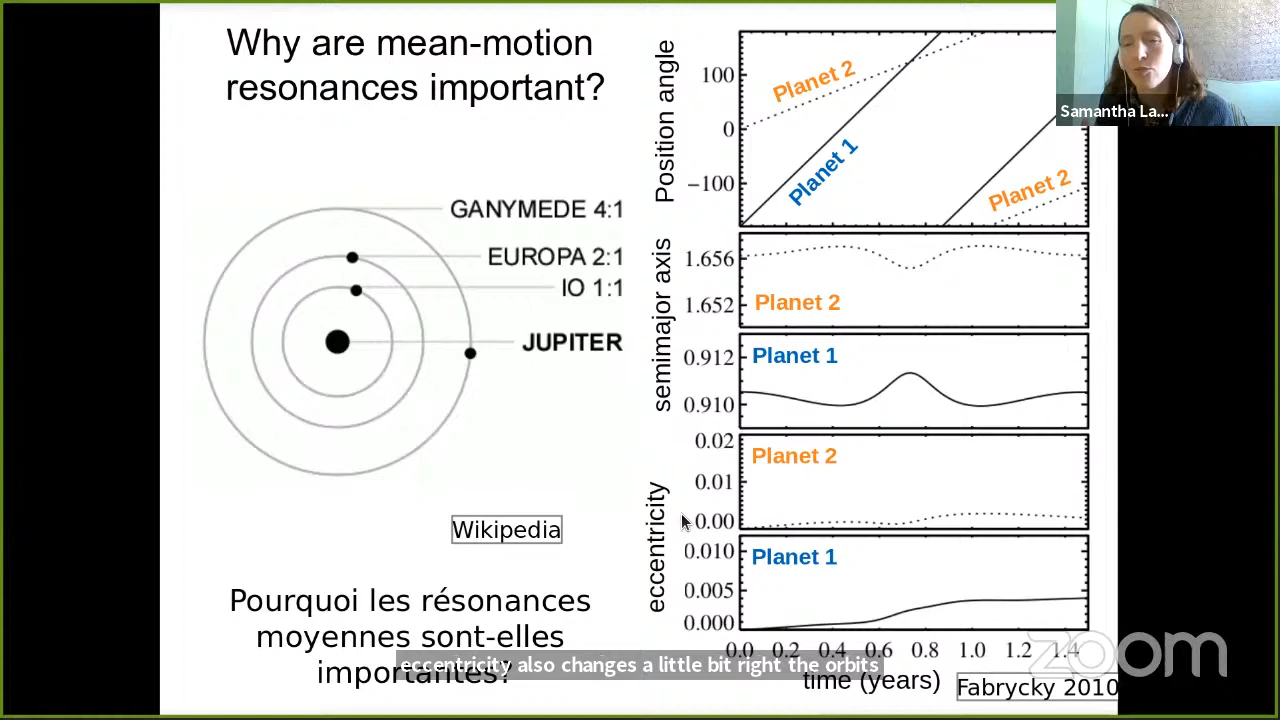 Why are mean-motion
resonances important?
GANYMEDE 4:1
EUROPA 2:1
IO 1:1
JUPITER
Wikipedia
Pourquoi les résonances
moyennes sont-elles
importantes?
Position angle
100
0
−100
Planet 2
Planet 1
Planet 2
semimajor axis
1.656
1.652
Planet 2
0.912
0.910
Planet 1
eccentricity
0.02
0.01
0.00
Planet 2
0.010
0.005
0.000
Planet 1
0.0 0.2 0.4 0.6 0.8 1.0 1.2 1.4
time (years)
Fabrycky 2010
eccentricity also changes a little bit right the orbits
Samantha La...
zoom